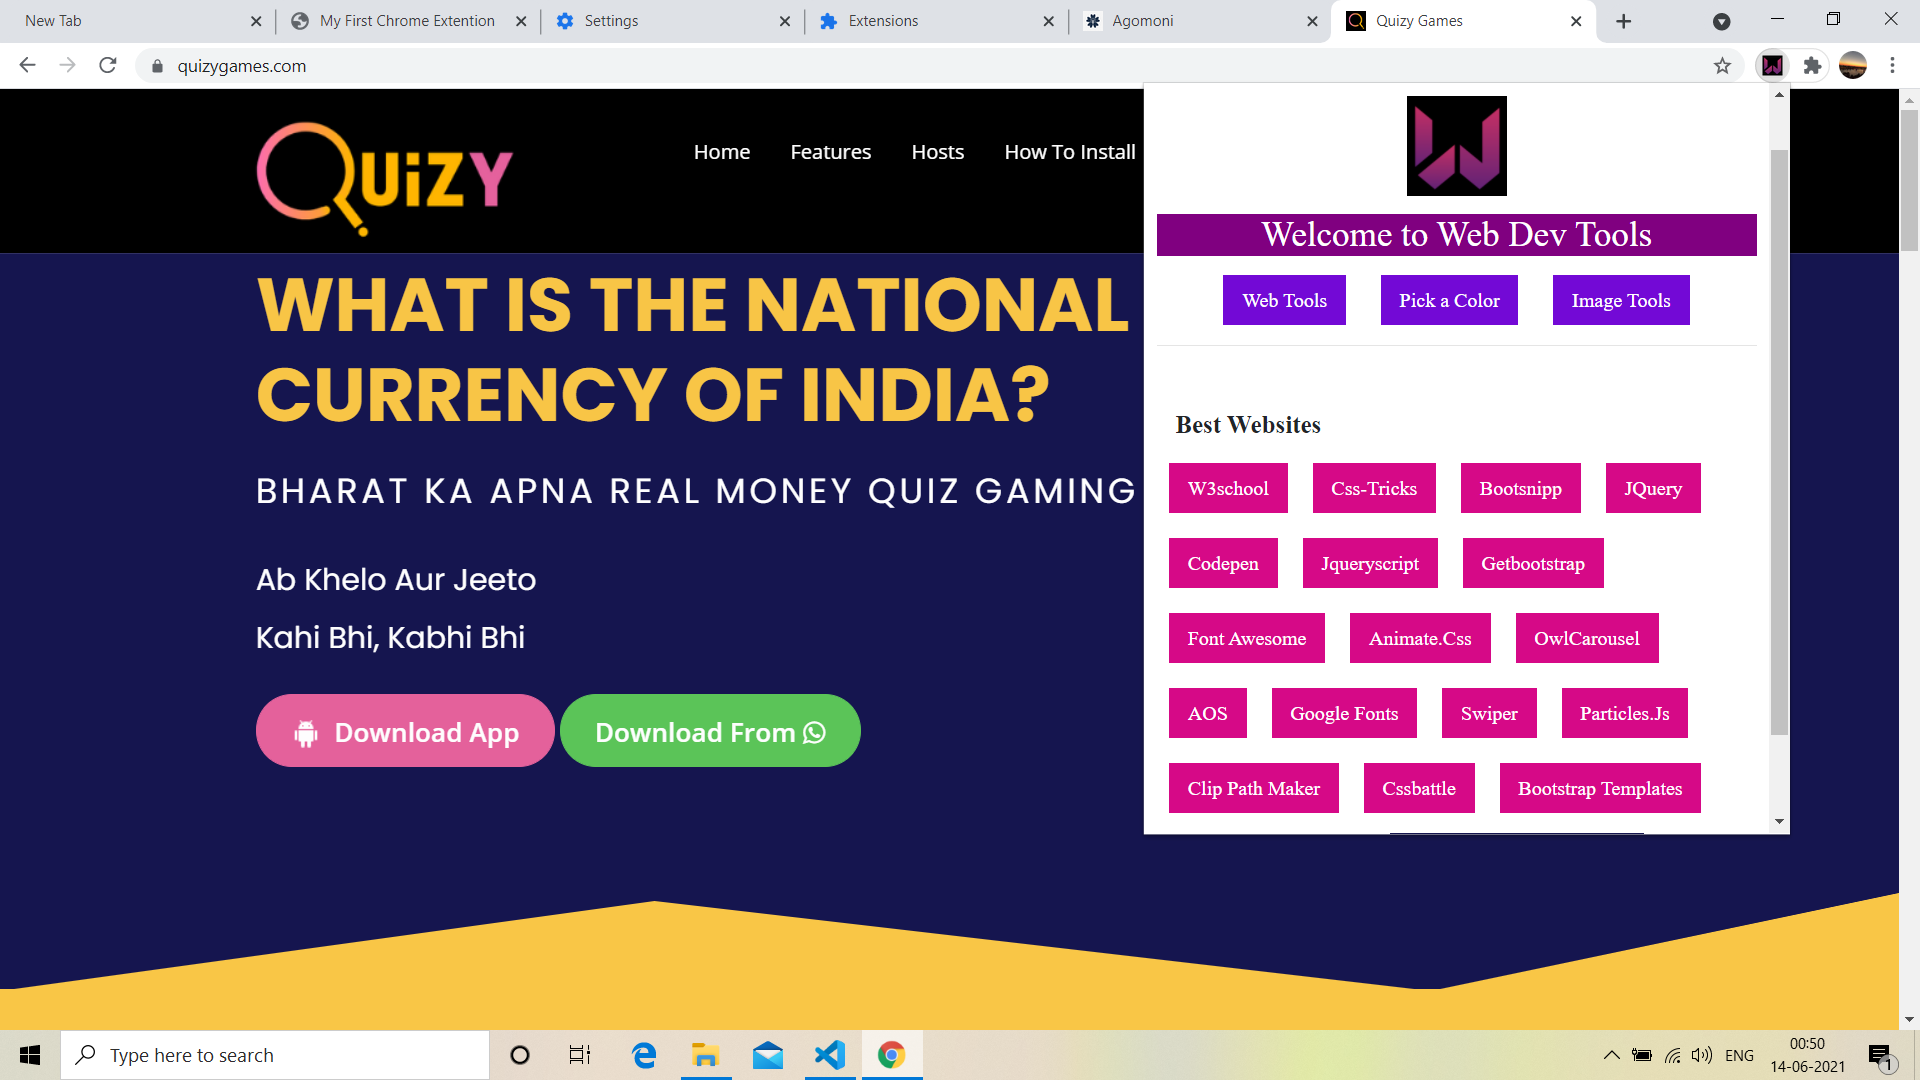 New Tab
My First Chrome Extention
Settings
Extensions
Agomoni
Quizy Games
quizygames.com
QUiZY
Home Features Hosts How To Install
WHAT IS THE NATIONAL
CURRENCY OF INDIA?
BHARAT KA APNA REAL MONEY QUIZ GAMING
Ab Khelo Aur Jeeto
Kahi Bhi, Kabhi Bhi
Download App Download From
Welcome to Web Dev Tools
Web Tools Pick a Color Image Tools
Best Websites
W3school Css-Tricks Bootsnipp JQuery
Codepen Jqueryscript Getbootstrap
Font Awesome Animate.Css OwlCarousel
AOS Google Fonts Swiper Particles.Js
Clip Path Maker Cssbattle Bootstrap Templates
Type here to search
ENG
00:50
14-06-2021
1